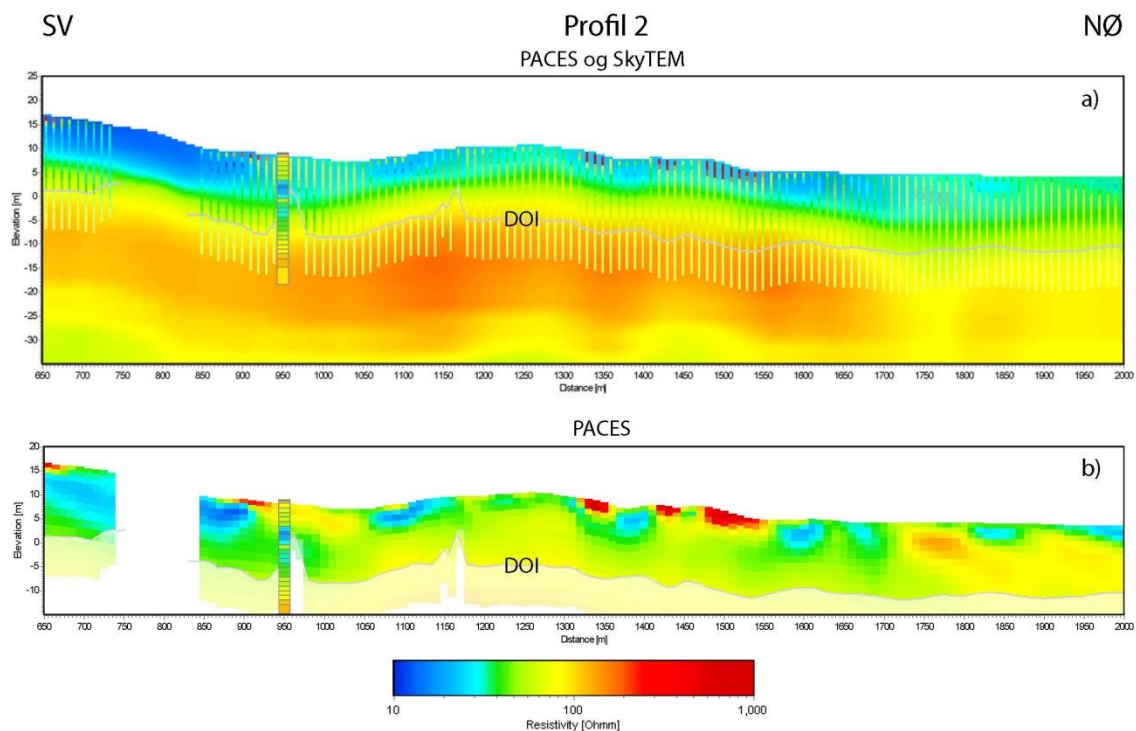 SV Profil 2 NØ
PACES og SkyTEM
a)
25
20
15
10
5
0
-5
-10
-15
-20
-25
-30
Elevation [m]
DOI
650 700 750 800 850 900 950 1000 1050 1100 1150 1200 1250 1300 1350 1400 1450 1500 1550 1600 1650 1700 1750 1800 1850 1900 1950 2000
Distance [m]
PACES
b)
20
15
10
5
0
-5
-10
Elevation [m]
DOI
650 700 750 800 850 900 950 1000 1050 1100 1150 1200 1250 1300 1350 1400 1450 1500 1550 1600 1650 1700 1750 1800 1850 1900 1950 2000
Distance [m]
10 100 1,000
Resistivity [Ohmm]